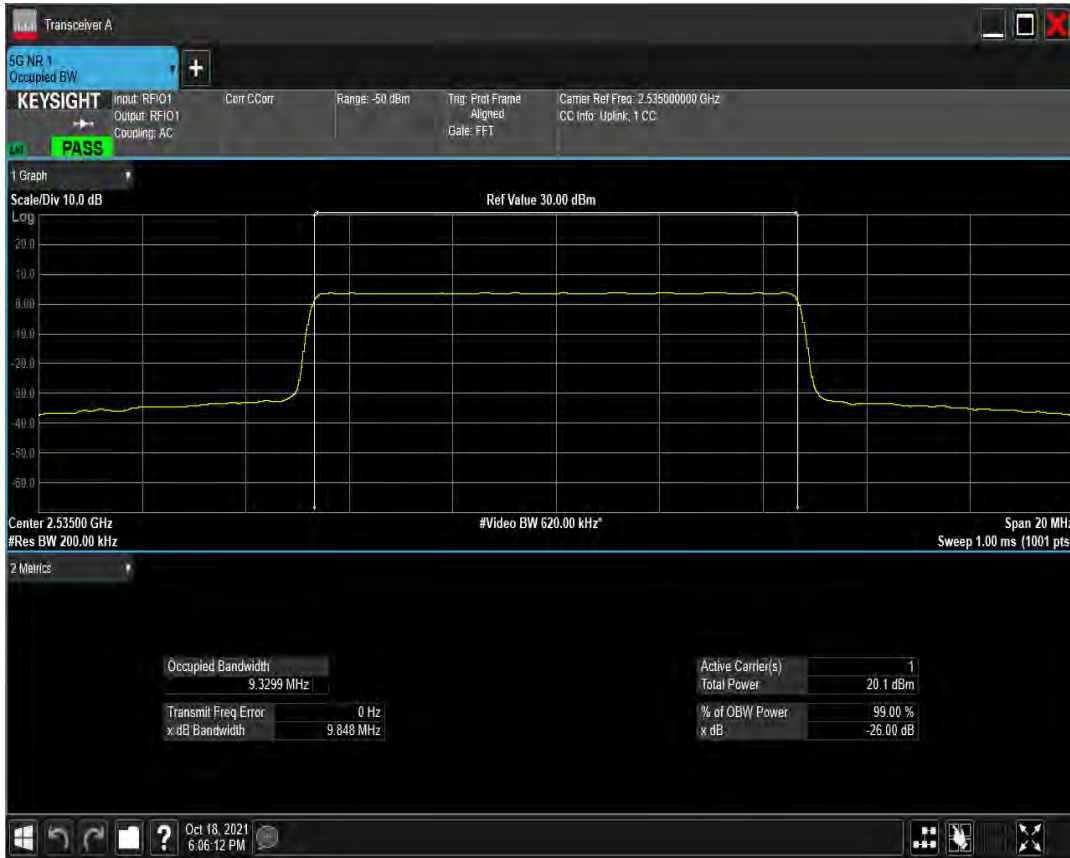 Transceiver A
5G NR 1
Occupied BW
+
KEYSIGHT
Input: RFIO1
Output: RFIO1
Coupling: AC
Corr CCorr
Range: -50 dBm
Trig: Prot Frame
Aligned
Gate: FFT
Carrier Ref Freq: 2.535000000 GHz
CC Info: Uplink, 1 CC
PASS
1 Graph
Scale/Div 10.0 dB
Ref Value 30.00 dBm
Log
20.0
10.0
0.00
-10.0
-20.0
-30.0
-40.0
-50.0
-60.0
Center 2.53500 GHz
#Video BW 620.00 kHz*
Span 20 MHz
#Res BW 200.00 kHz
Sweep 1.00 ms (1001 pts
2 Metrics
Occupied Bandwidth
9.3299 MHz
Transmit Freq Error 0 Hz
x dB Bandwidth 9.848 MHz
Active Carrier(s) 1
Total Power 20.1 dBm
% of OBW Power 99.00 %
x dB -26.00 dB
?
Oct 18, 2021
6:06:12 PM